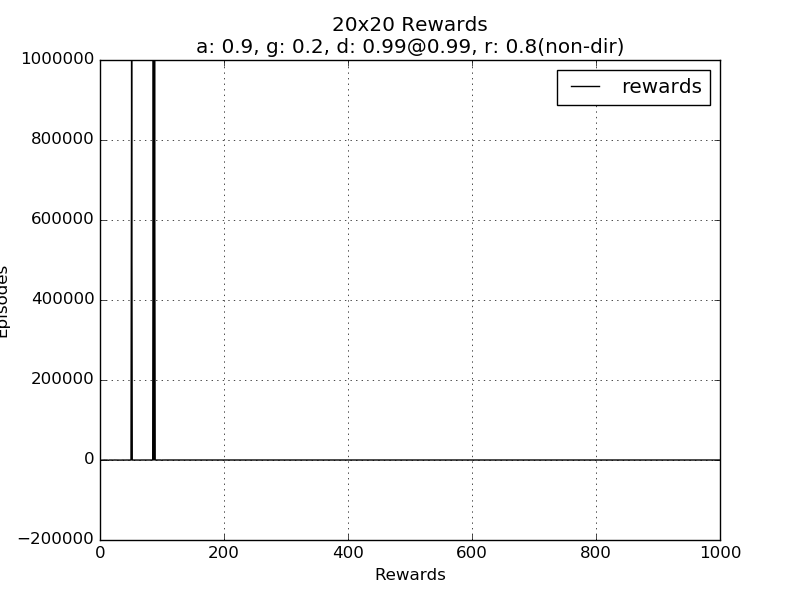 20x20 Rewards
a: 0.9, g: 0.2, d: 0.99@0.99, r: 0.8(non-dir)
1000000
rewards
800000
600000
400000
Episodes
200000
0
−200000
0 200 400 600 800 1000
Rewards